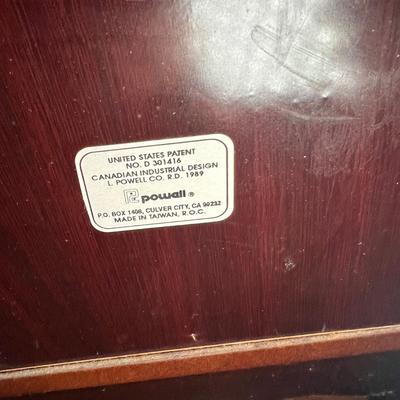 UNITED STATES PATENT
NO. D 301416
CANADIAN INDUSTRIAL DESIGN
L. POWELL CO. R.D. 1989
powell ®
P.O. BOX 1408, CULVER CITY, CA 90232
MADE IN TAIWAN, R.O.C.